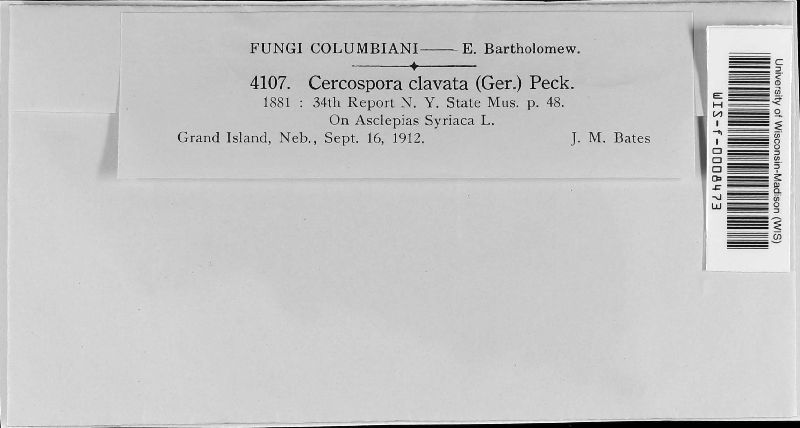 FUNGI COLUMBIANI—— E. Bartholomew.
4107. Cercospora clavata (Ger.) Peck.
1881 : 34th Report N. Y. State Mus. p. 48.
On Asclepias Syriaca L.
Grand Island, Neb., Sept. 16, 1912. J. M. Bates
University of Wisconsin-Madison (WIS)
WIS-f-0008473